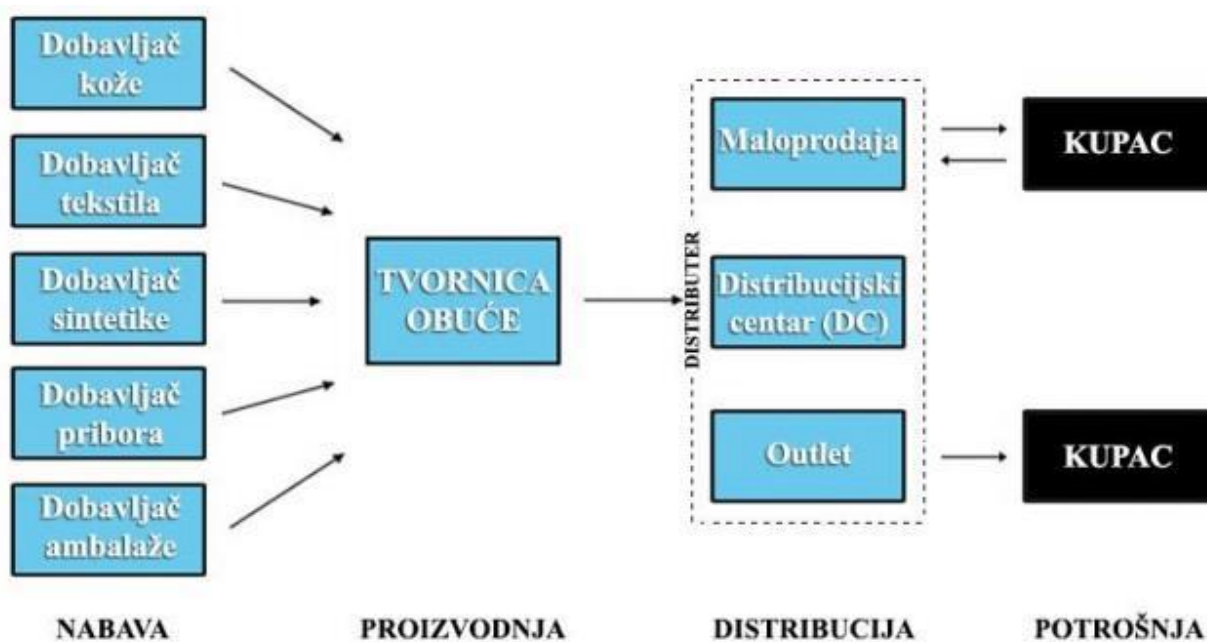 Dobavljač
kože
Dobavljač
tekstila
Dobavljač
sintetike
Dobavljač
pribora
Dobavljač
ambalaže
TVORNICA
OBUĆE
DISTRIBUTER
Maloprodaja
Distribucijski
centar (DC)
Outlet
KUPAC
KUPAC
NABAVA
PROIZVODNJA
DISTRIBUCIJA
POTROŠNJA